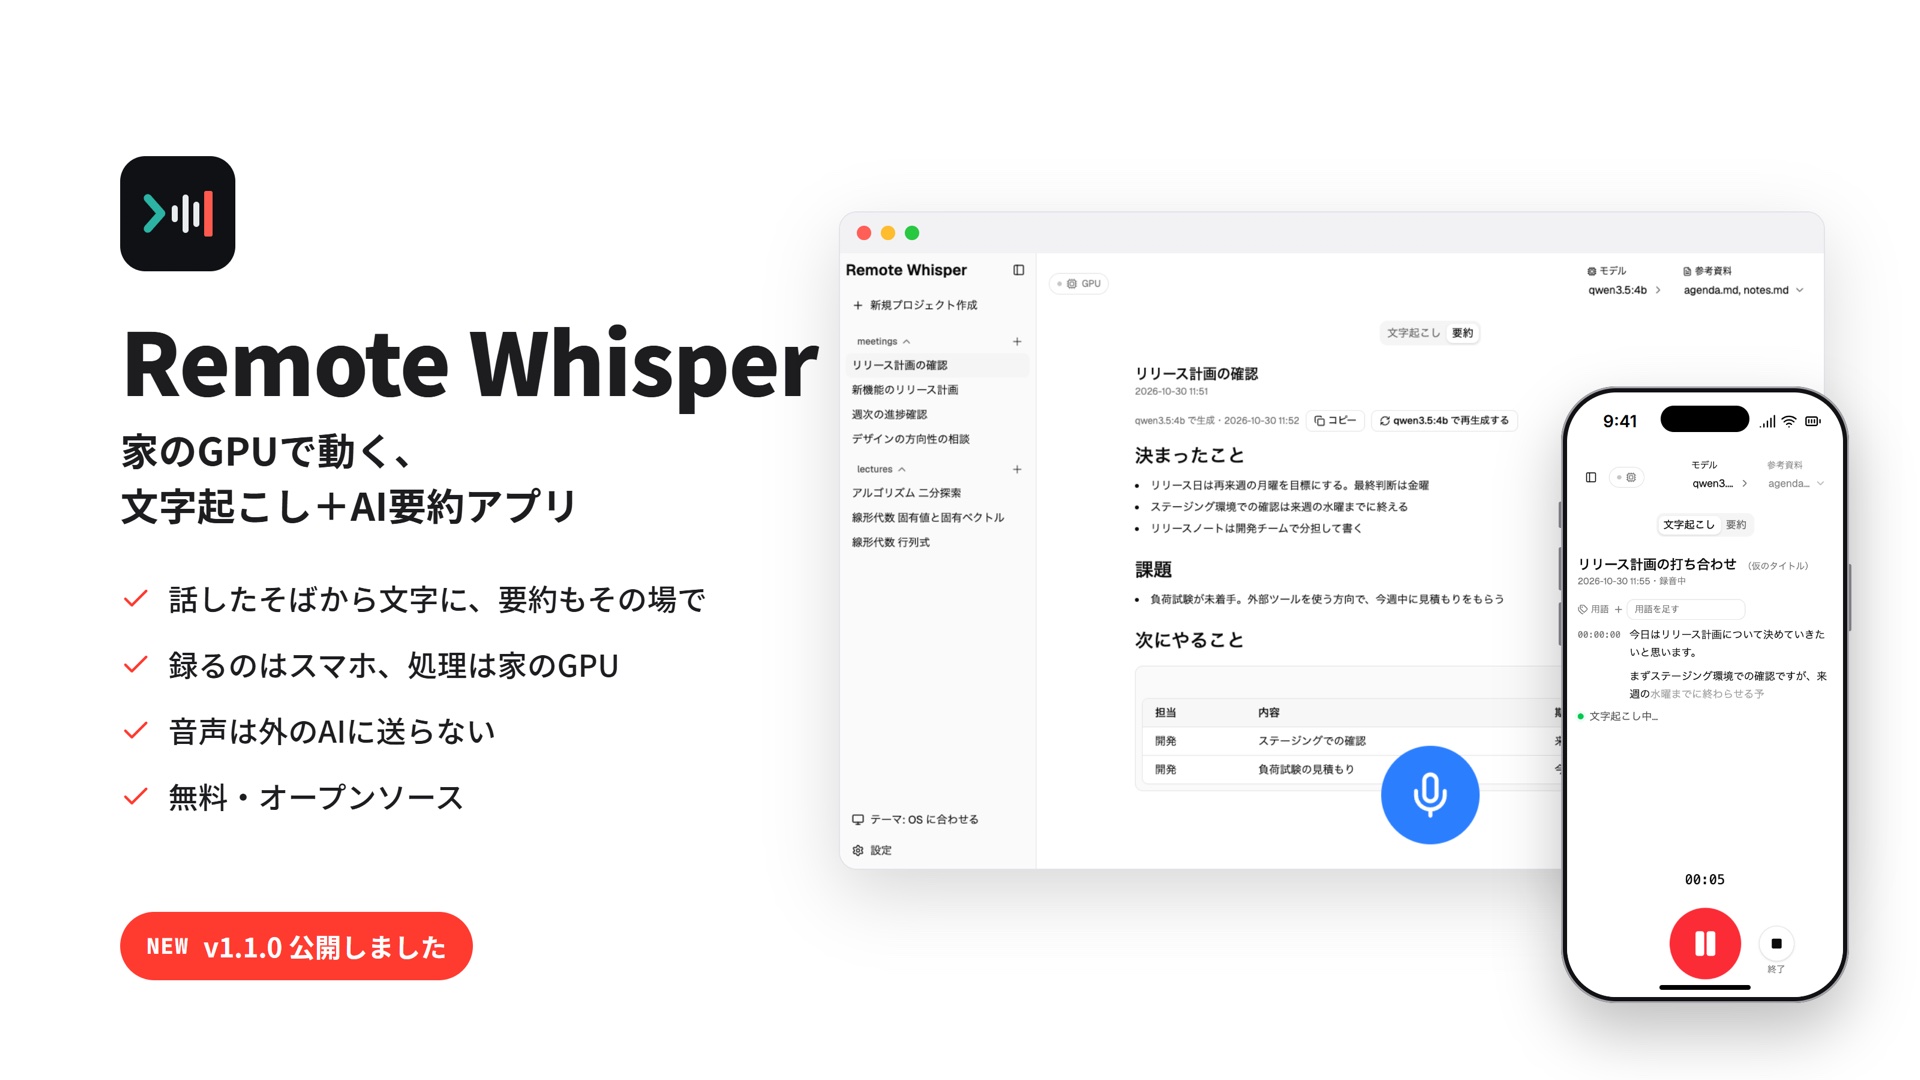 Remote Whisper
家のGPUで動く、
文字起こし＋AI要約アプリ
話したそばから文字に、要約もその場で
録るのはスマホ、処理は家のGPU
音声は外のAIに送らない
無料・オープンソース
NEW v1.1.0 公開しました
Remote Whisper
新規プロジェクト作成
meetings
リリース計画の確認
新機能のリリース計画
週次の進捗確認
デザインの方向性の相談
lectures
アルゴリズム 二分探索
線形代数 固有値と固有ベクトル
線形代数 行列式
テーマ: OS に合わせる
設定
GPU
モデル 参考資料
qwen3.5:4b agenda.md, notes.md
文字起こし 要約
リリース計画の確認
2026-10-30 11:51
qwen3.5:4b で生成・2026-10-30 11:52 コピー qwen3.5:4b で再生成する
決まったこと
• リリース日は再来週の月曜を目標にする。最終判断は金曜
• ステージング環境での確認は来週の水曜までに終える
• リリースノートは開発チームで分担して書く
課題
• 負荷試験が未着手。外部ツールを使う方向で、今週中に見積もりをもらう
次にやること
担当 内容
開発 ステージングでの確認
開発 負荷試験の見積もり
9:41
モデル 参考資料
qwen3.... agenda...
文字起こし 要約
リリース計画の打ち合わせ （仮のタイトル）
2026-10-30 11:55・録音中
用語 + 用語を足す
00:00:00 今日はリリース計画について決めていきた
いと思います。
まずステージング環境での確認ですが、来
週の水曜までに終わらせる予
文字起こし中...
00:05
終了